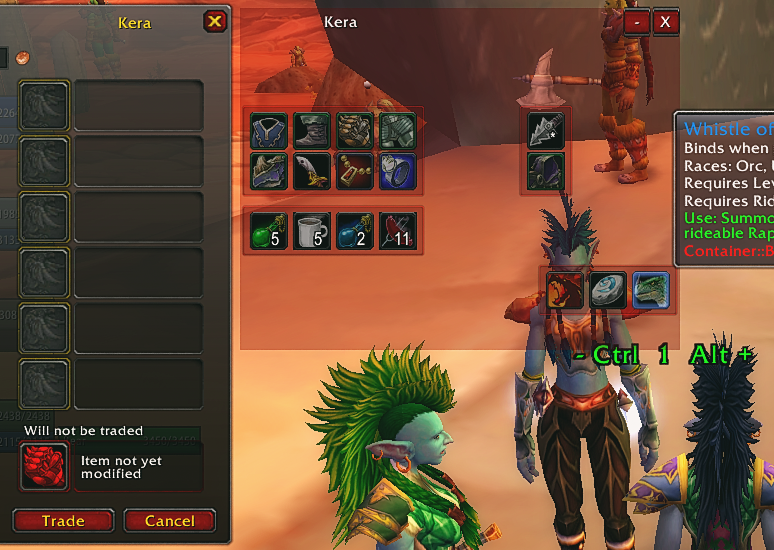 Kera
Kera
- X
Whistle of
Binds when
Races: Orc, U
Requires Lev
Requires Rid
Use: Summo
rideable Rap
Container::B
5 5 2 11
- Ctrl 1 Alt +
Will not be traded
Item not yet
modified
Trade
Cancel